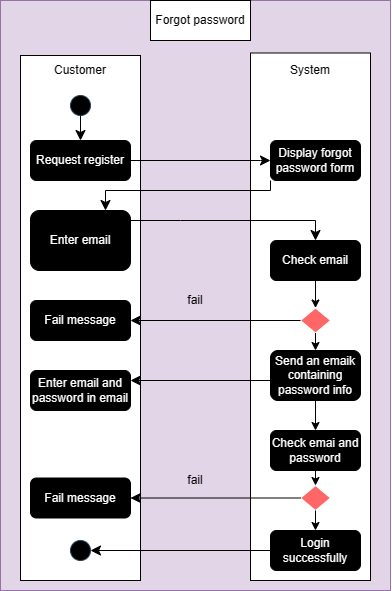 Forgot password
Customer
System
Request register
Display forgot
password form
Enter email
Check email
fail
Fail message
Send an emaik
containing
password info
Enter email and
password in email
Check emai and
password
fail
Fail message
Login
successfully